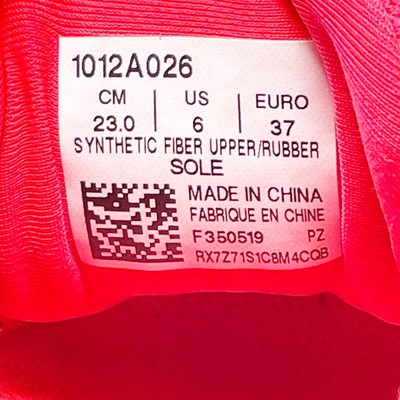 1012A026
CM | US | EURO
23.0 | 6 | 37
SYNTHETIC FIBER UPPER/RUBBER
SOLE
MADE IN CHINA
FABRIQUE EN CHINE
F350519 PZ
RX7Z71S1C8M4CQB